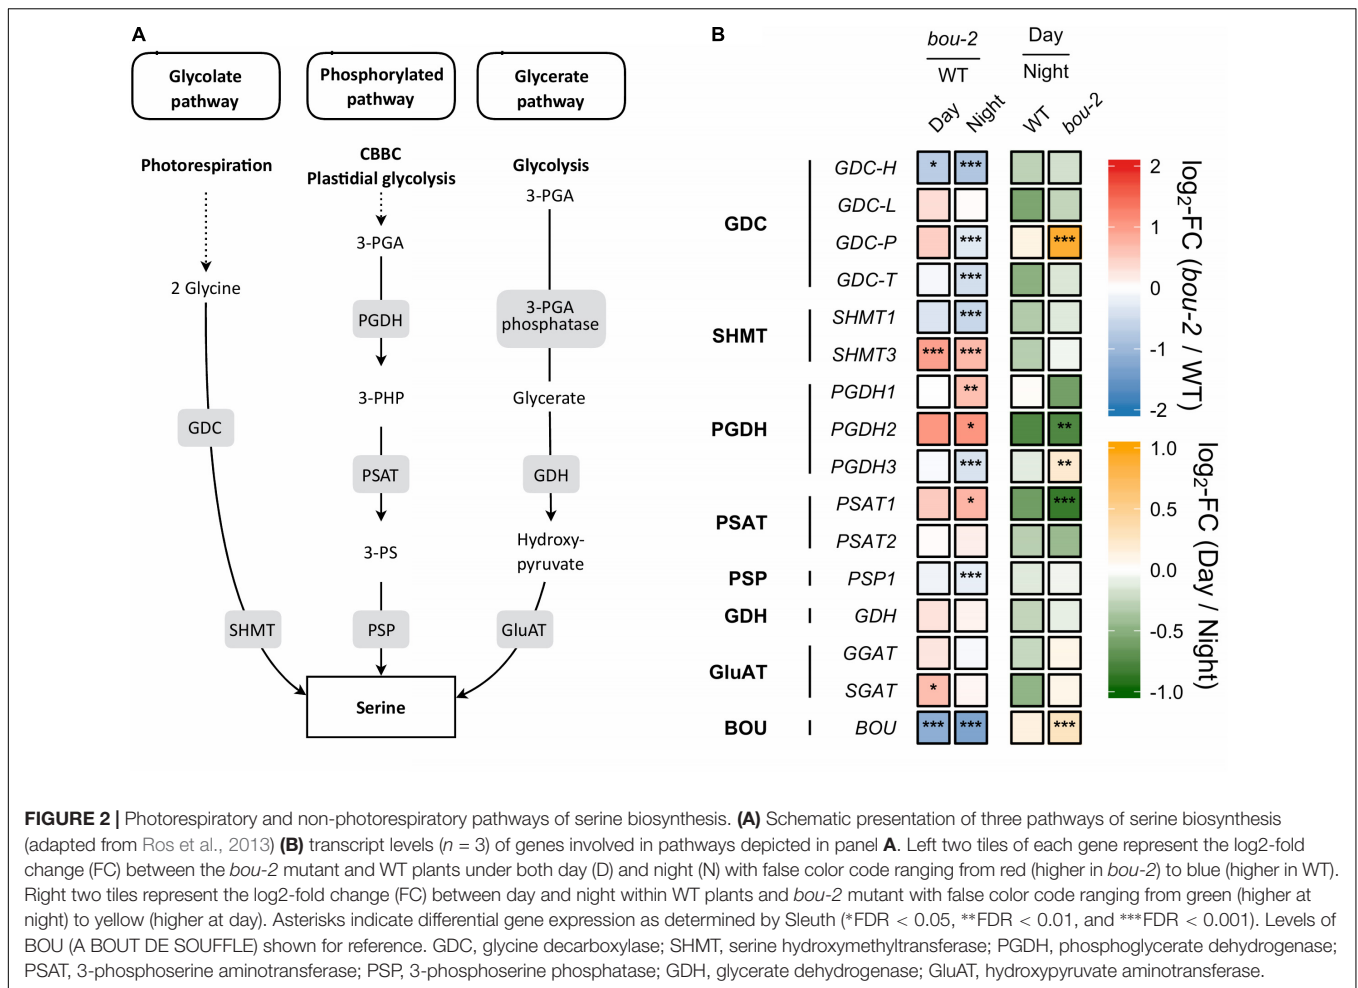 A
Glycolate
pathway
Phosphorylated
pathway
Glycerate
pathway
Photorespiration
CBBC
Plastidial glycolysis
Glycolysis
3-PGA
3-PGA
2 Glycine
PGDH
3-PGA
phosphatase
3-PHP
Glycerate
GDC
PSAT
GDH
3-PS
Hydroxy-
pyruvate
SHMT
PSP
GluAT
Serine
B
bou-2
WT
Day
Night
Day
Night
WT
bou-2
GDC
GDC-H * ***
GDC-L
GDC-P *** ***
GDC-T ***
SHMT
SHMT1 ***
SHMT3 *** ***
PGDH
PGDH1 **
PGDH2 * **
PGDH3 *** **
PSAT
PSAT1 * ***
PSAT2
PSP
PSP1 ***
GDH
GDH
GluAT
GGAT
SGAT *
BOU
BOU *** *** ***
2
1
0
-1
-2
log2-FC (bou-2 / WT)
1.0
0.5
0.0
-0.5
-1.0
log2-FC (Day / Night)
FIGURE 2 | Photorespiratory and non-photorespiratory pathways of serine biosynthesis. (A) Schematic presentation of three pathways of serine biosynthesis
(adapted from Ros et al., 2013) (B) transcript levels (n = 3) of genes involved in pathways depicted in panel A. Left two tiles of each gene represent the log2-fold
change (FC) between the bou-2 mutant and WT plants under both day (D) and night (N) with false color code ranging from red (higher in bou-2) to blue (higher in WT).
Right two tiles represent the log2-fold change (FC) between day and night within WT plants and bou-2 mutant with false color code ranging from green (higher at
night) to yellow (higher at day). Asterisks indicate differential gene expression as determined by Sleuth (*FDR < 0.05, **FDR < 0.01, and ***FDR < 0.001). Levels of
BOU (A BOUT DE SOUFFLE) shown for reference. GDC, glycine decarboxylase; SHMT, serine hydroxymethyltransferase; PGDH, phosphoglycerate dehydrogenase;
PSAT, 3-phosphoserine aminotransferase; PSP, 3-phosphoserine phosphatase; GDH, glycerate dehydrogenase; GluAT, hydroxypyruvate aminotransferase.